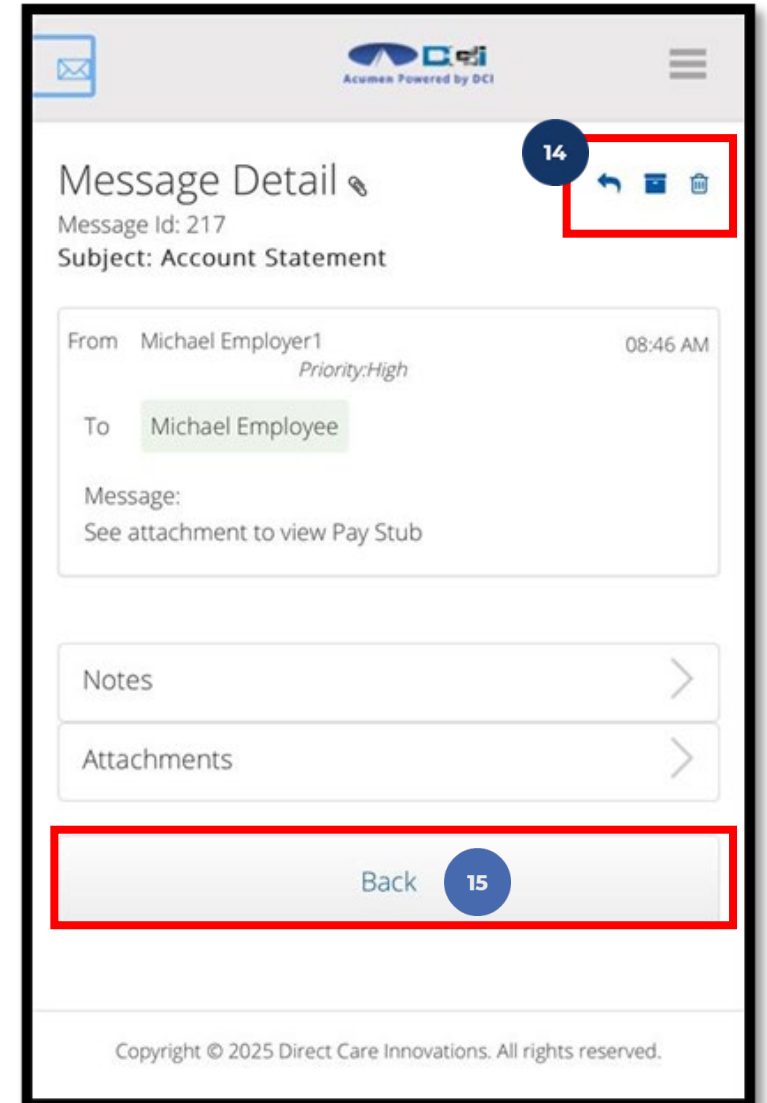 DCI
Acumen Powered by DCI
14
Message Detail
Message Id: 217
Subject: Account Statement
From Michael Employer1 08:46 AM
Priority:High
To Michael Employee
Message:
See attachment to view Pay Stub
Notes
Attachments
Back 15
Copyright © 2025 Direct Care Innovations. All rights reserved.